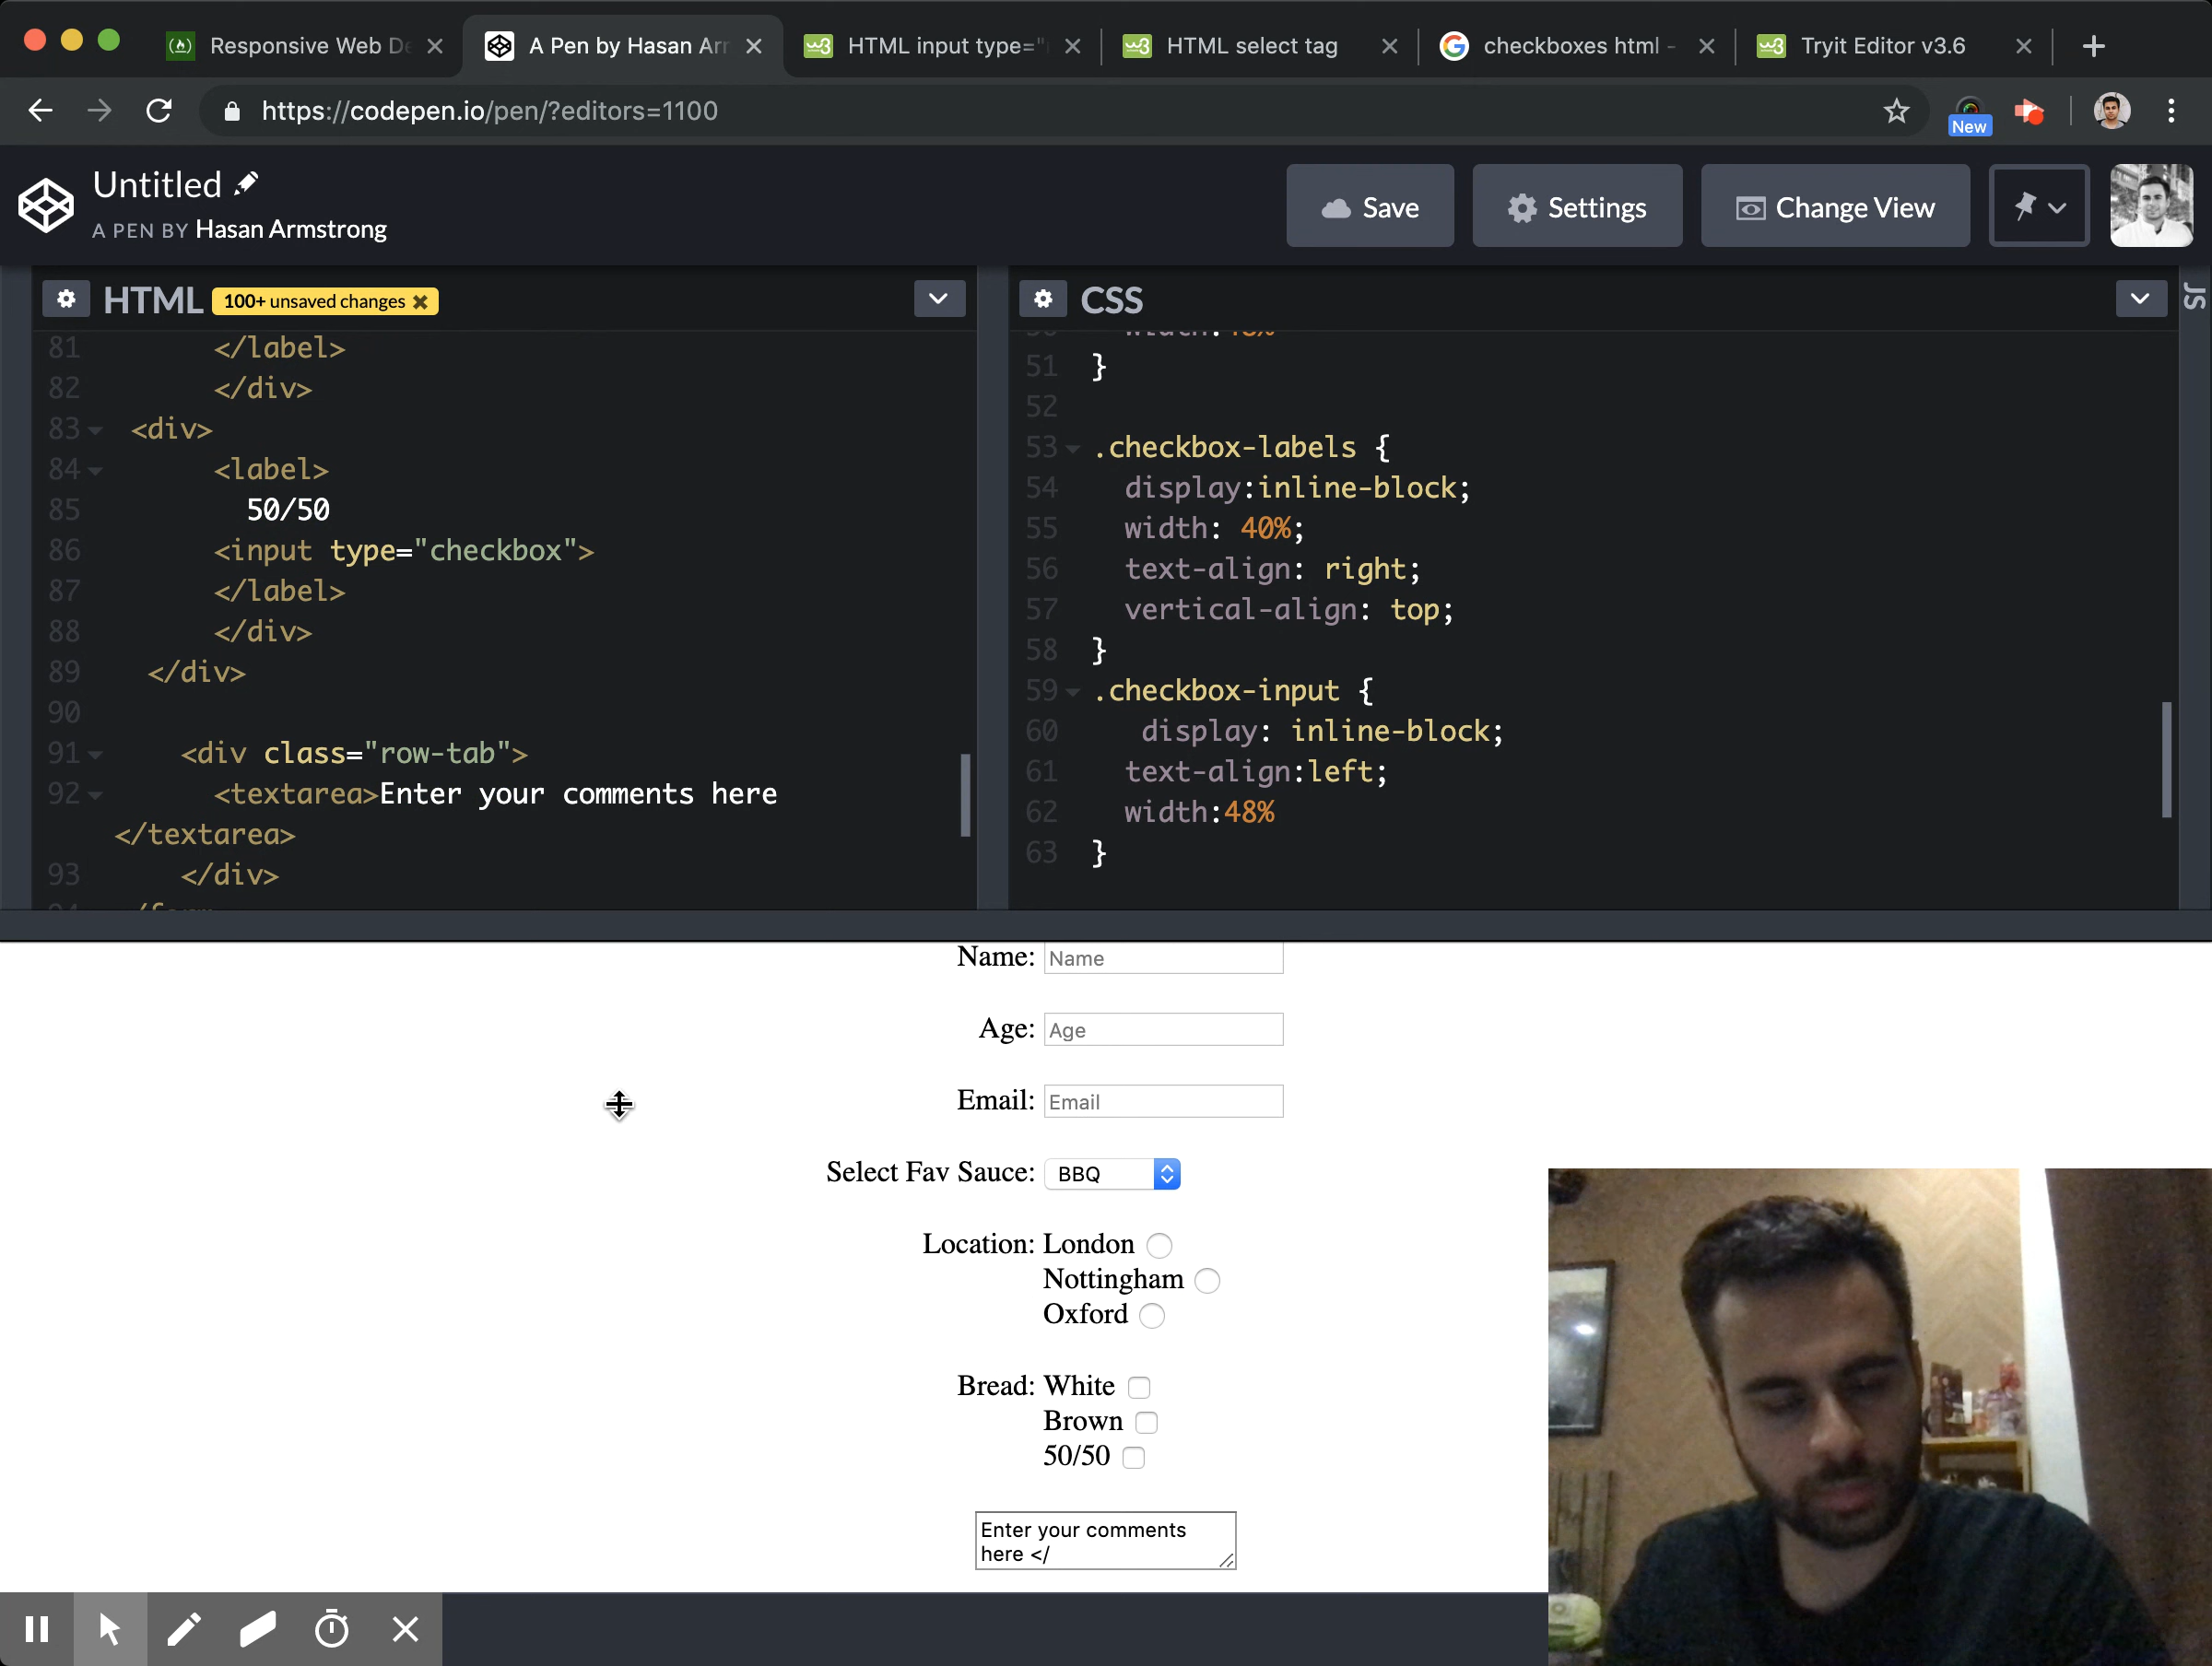 Responsive Web De
A Pen by Hasan Arr
HTML input type="
HTML select tag
checkboxes html -
Tryit Editor v3.6
https://codepen.io/pen/?editors=1100
New
Untitled
A PEN BY Hasan Armstrong
Save
Settings
Change View
HTML
100+ unsaved changes
CSS
JS
81 </label>
82 </div>
83 <div>
84 <label>
85 50/50
86 <input type="checkbox">
87 </label>
88 </div>
89 </div>
90
91 <div class="row-tab">
92 <textarea>Enter your comments here
</textarea>
93 </div>
51 }
52
53 .checkbox-labels {
54 display:inline-block;
55 width: 40%;
56 text-align: right;
57 vertical-align: top;
58 }
59 .checkbox-input {
60 display: inline-block;
61 text-align:left;
62 width:48%
63 }
Name: Name
Age: Age
Email: Email
Select Fav Sauce: BBQ
Location: London
Nottingham
Oxford
Bread: White
Brown
50/50
Enter your comments
here </